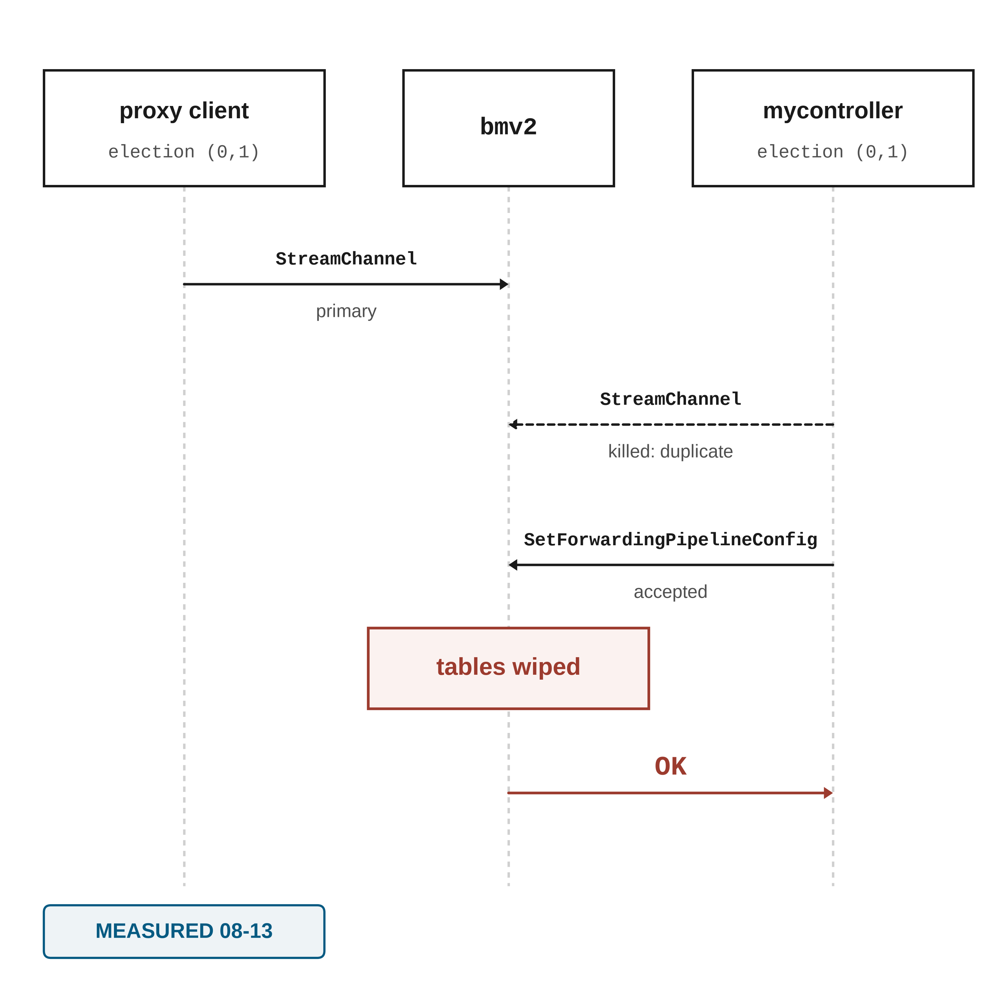 proxy client
election (0,1)
bmv2
mycontroller
election (0,1)
StreamChannel
primary
StreamChannel
killed: duplicate
SetForwardingPipelineConfig
accepted
tables wiped
OK
MEASURED 08-13